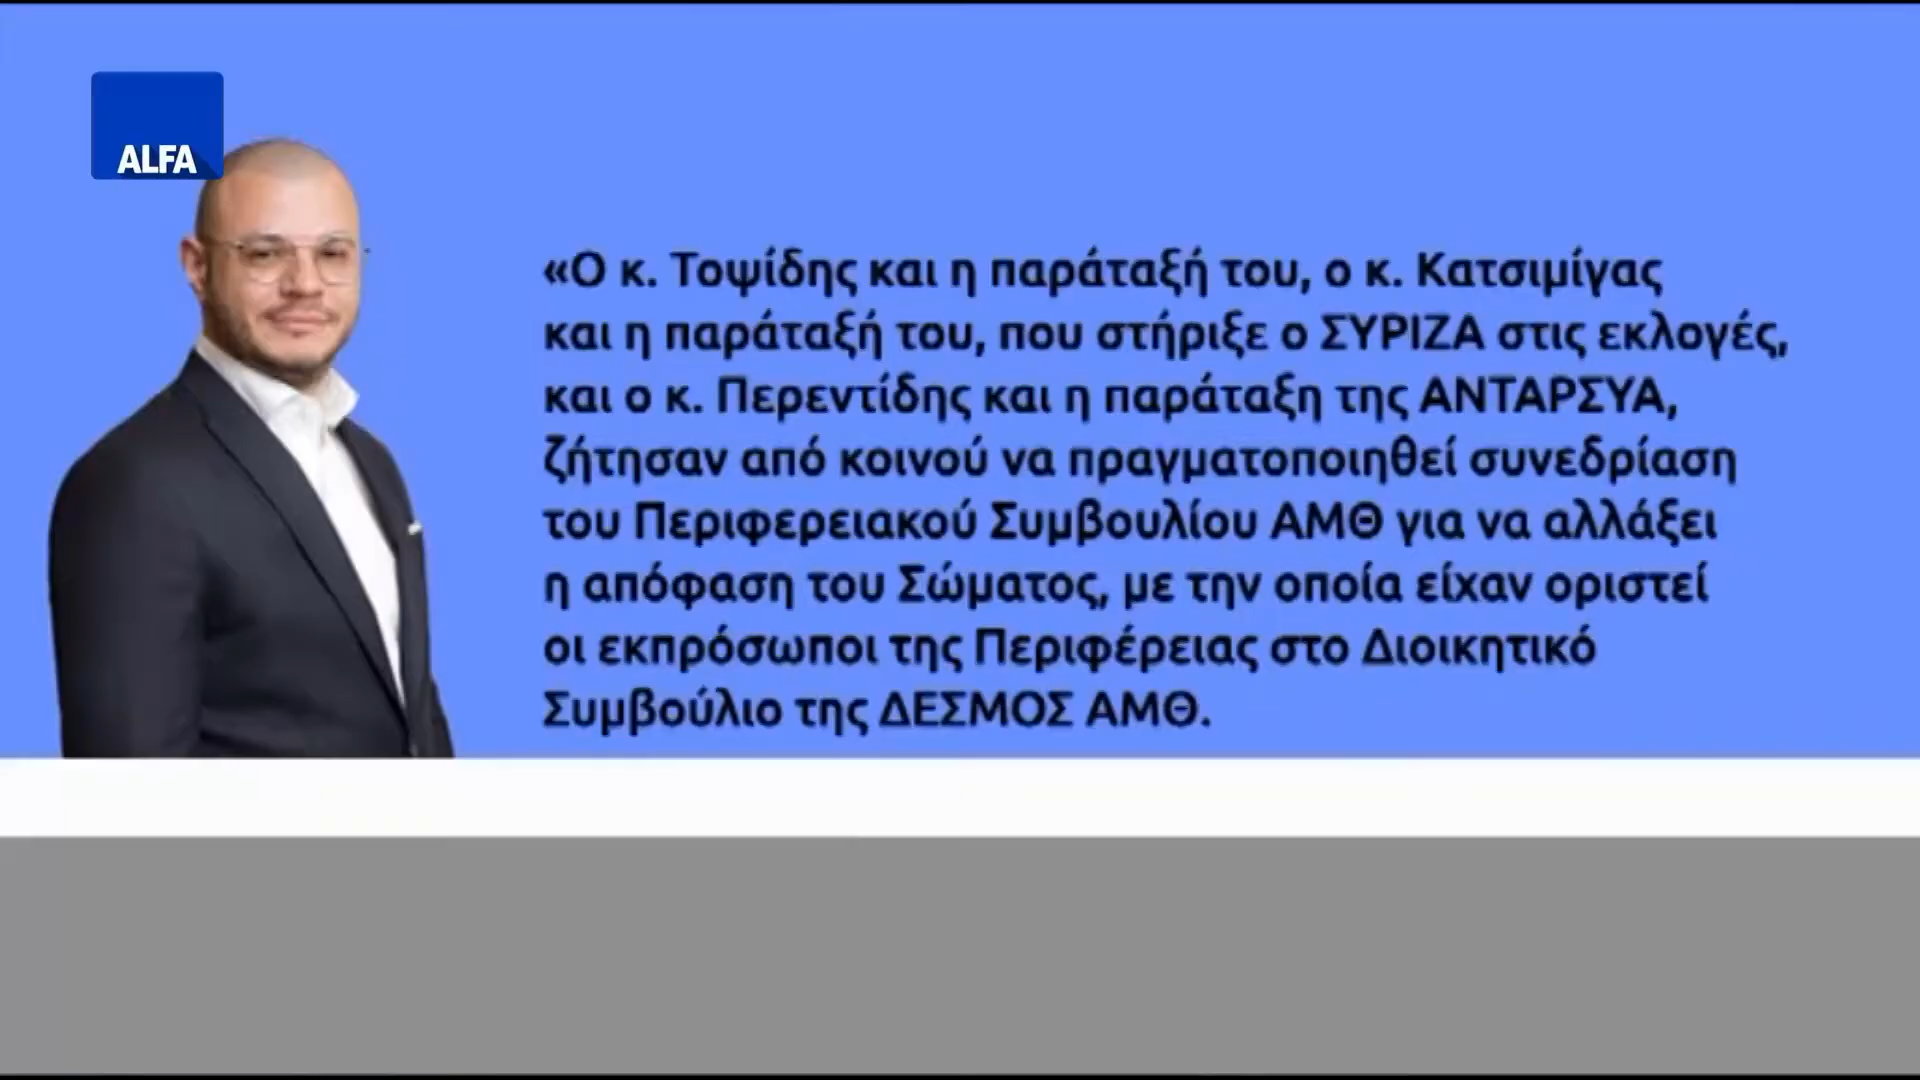 ALFA
«Ο κ. Τοψίδης και η παράταξή του, ο κ. Κατσιμίγας
και η παράταξή του, που στήριξε ο ΣΥΡΙΖΑ στις εκλογές,
και ο κ. Περεντίδης και η παράταξη της ΑΝΤΑΡΣΥΑ,
ζήτησαν από κοινού να πραγματοποιηθεί συνεδρίαση
του Περιφερειακού Συμβουλίου ΑΜΘ για να αλλάξει
η απόφαση του Σώματος, με την οποία είχαν οριστεί
οι εκπρόσωποι της Περιφέρειας στο Διοικητικό
Συμβούλιο της ΔΕΣΜΟΣ ΑΜΘ.